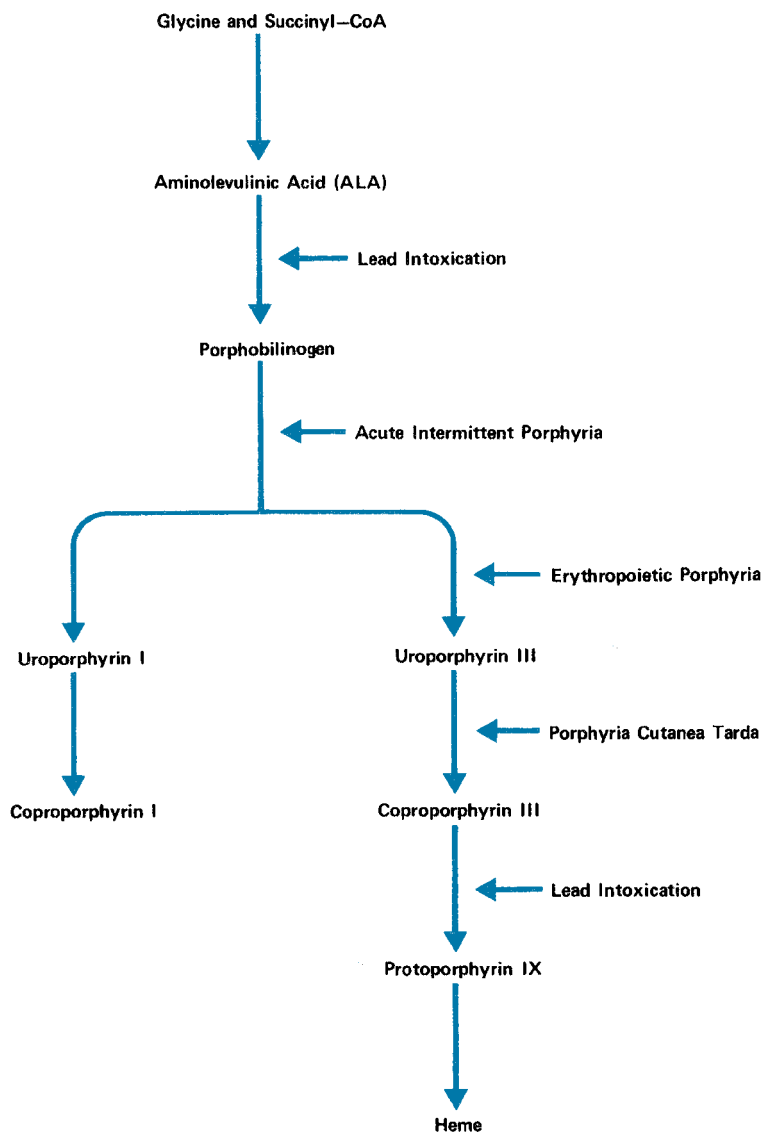 Glycine and Succinyl–CoA
Aminolevulinic Acid (ALA)
Lead Intoxication
Porphobilinogen
Acute Intermittent Porphyria
Erythropoietic Porphyria
Uroporphyrin I
Uroporphyrin III
Porphyria Cutanea Tarda
Coproporphyrin I
Coproporphyrin III
Lead Intoxication
Protoporphyrin IX
Heme